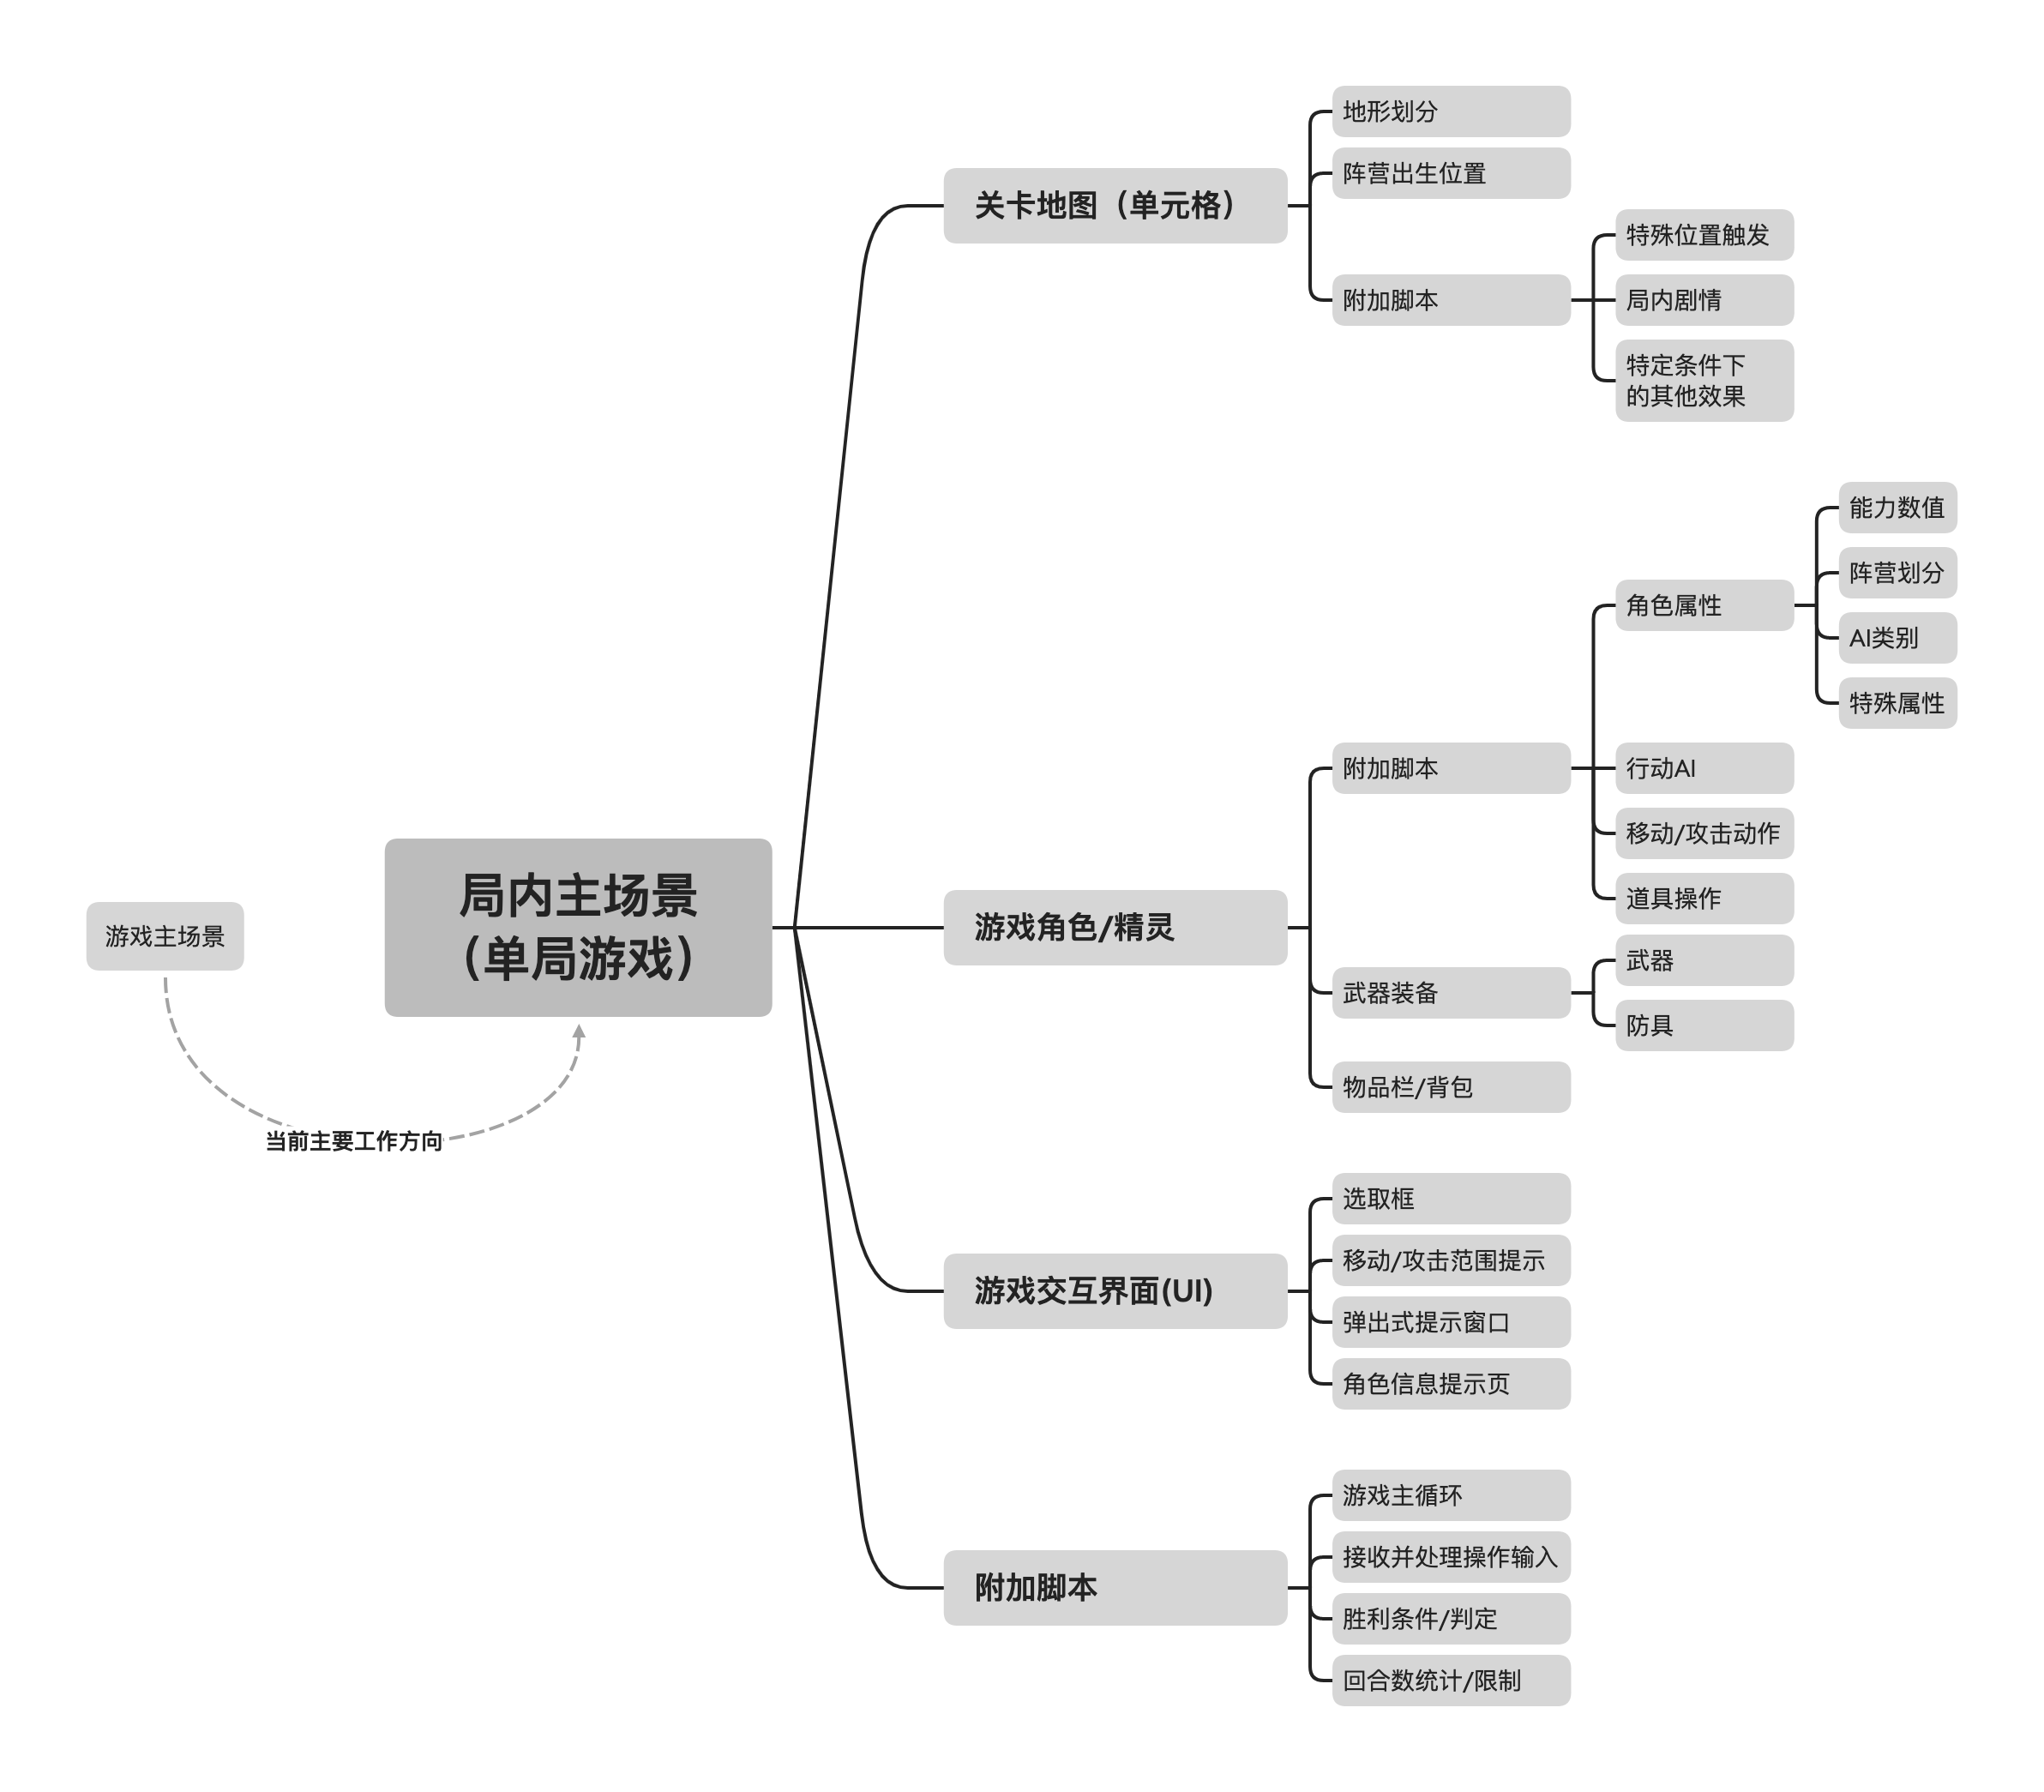 游戏主场景
当前主要工作方向
局内主场景
（单局游戏）
关卡地图（单元格）
地形划分
阵营出生位置
附加脚本
特殊位置触发
局内剧情
特定条件下
的其他效果
游戏角色/精灵
附加脚本
角色属性
能力数值
阵营划分
AI类别
特殊属性
行动AI
移动/攻击动作
道具操作
武器装备
武器
防具
物品栏/背包
游戏交互界面(UI)
选取框
移动/攻击范围提示
弹出式提示窗口
角色信息提示页
附加脚本
游戏主循环
接收并处理操作输入
胜利条件/判定
回合数统计/限制